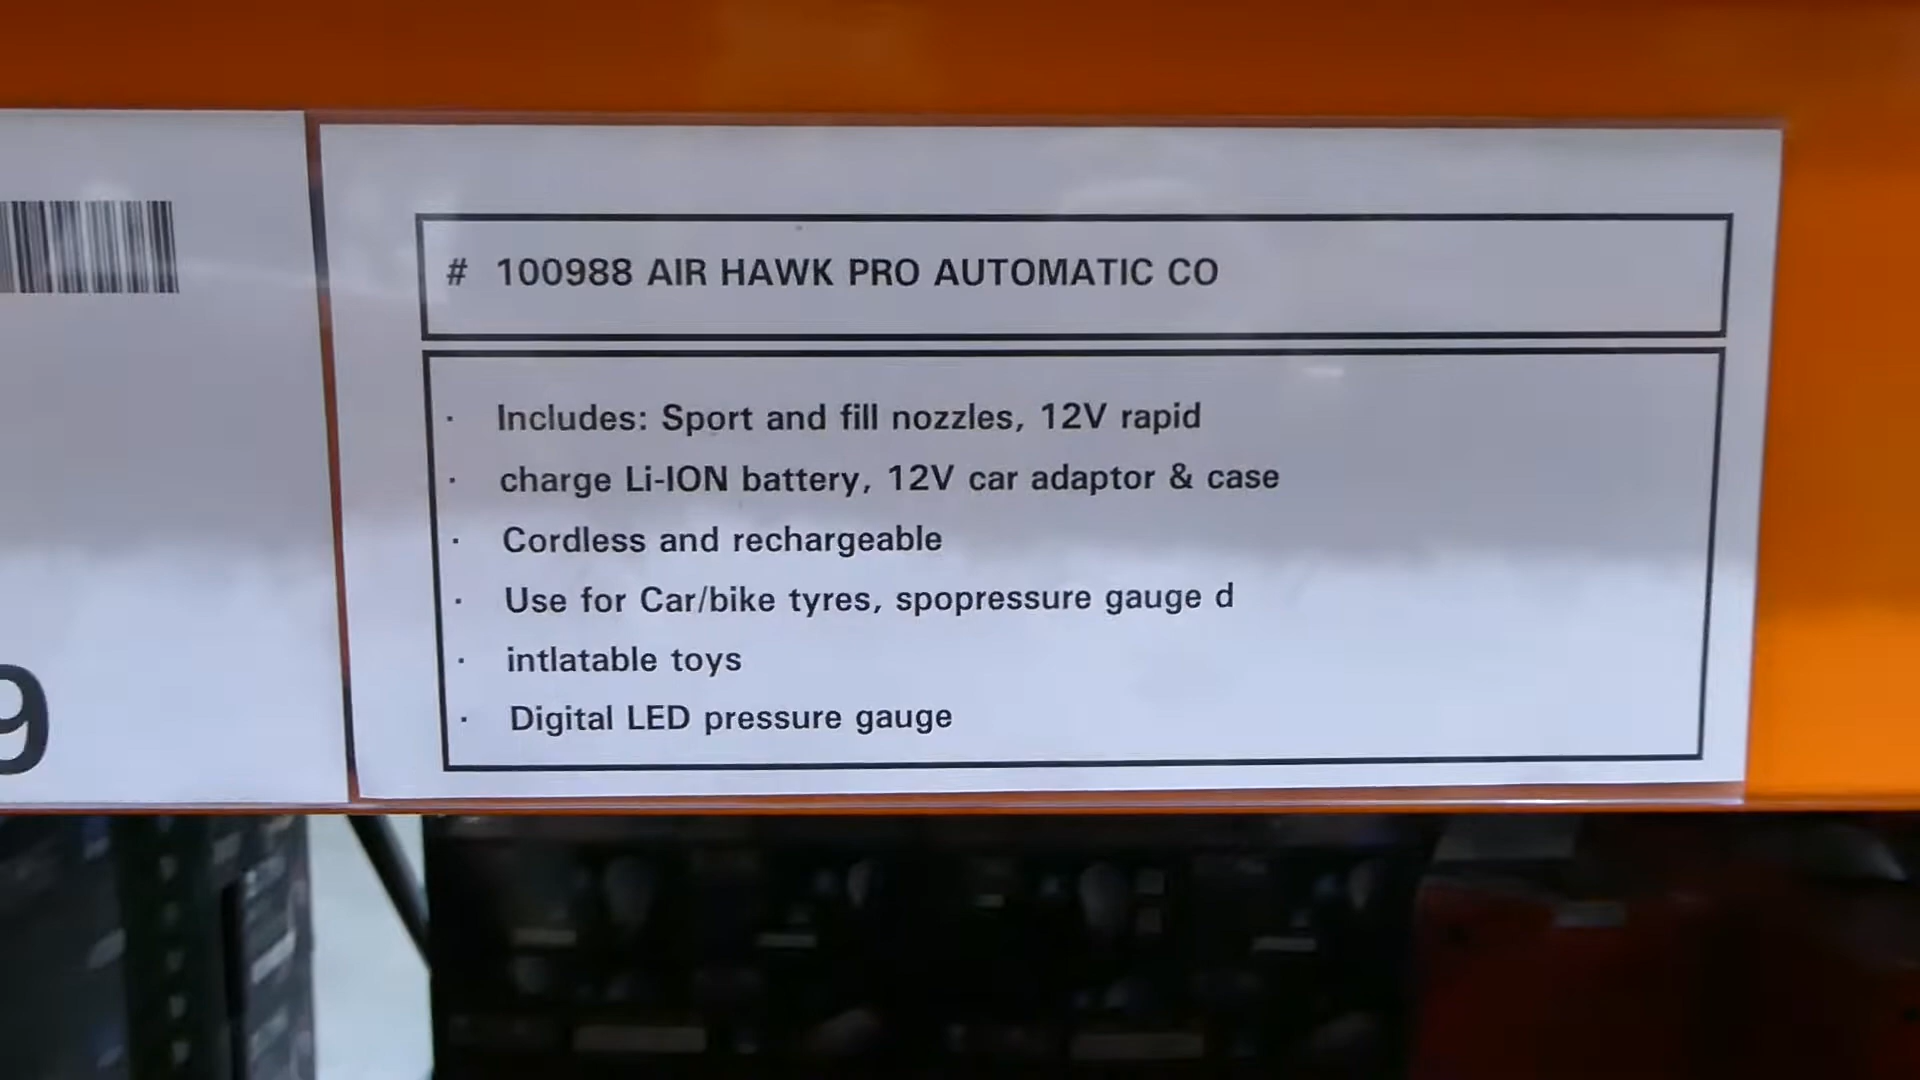 # 100988 AIR HAWK PRO AUTOMATIC CO
· Includes: Sport and fill nozzles, 12V rapid
· charge Li-ION battery, 12V car adaptor & case
· Cordless and rechargeable
· Use for Car/bike tyres, spopressure gauge d
· intlatable toys
· Digital LED pressure gauge
9